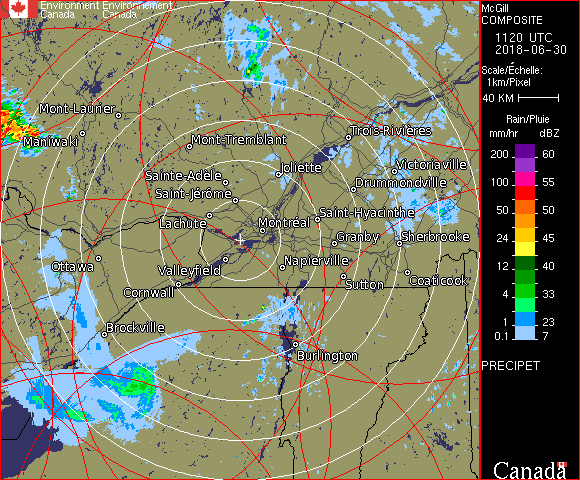 Environment Environnement
Canada Canada
McGill
COMPOSITE
1120 UTC
2018-06-30
Scale/Échelle:
1km/Pixel
40 KM
Rain/Pluie
mm/hr dBZ
200 60
100 55
50 50
24 45
12 40
4 33
1 23
0.1 7
PRECIPET
Canada
Mont-Laurier
Maniwaki
Mont-Tremblant
Trois-Rivières
Joliette
Victoriaville
Sainte-Adèle
Drummondville
Saint-Jérôme
Lachute
Saint-Hyacinthe
Montréal
Granby
Sherbrooke
Ottawa
Valleyfield
Napierville
Cornwall
Sutton
Coaticook
Brockville
Burlington